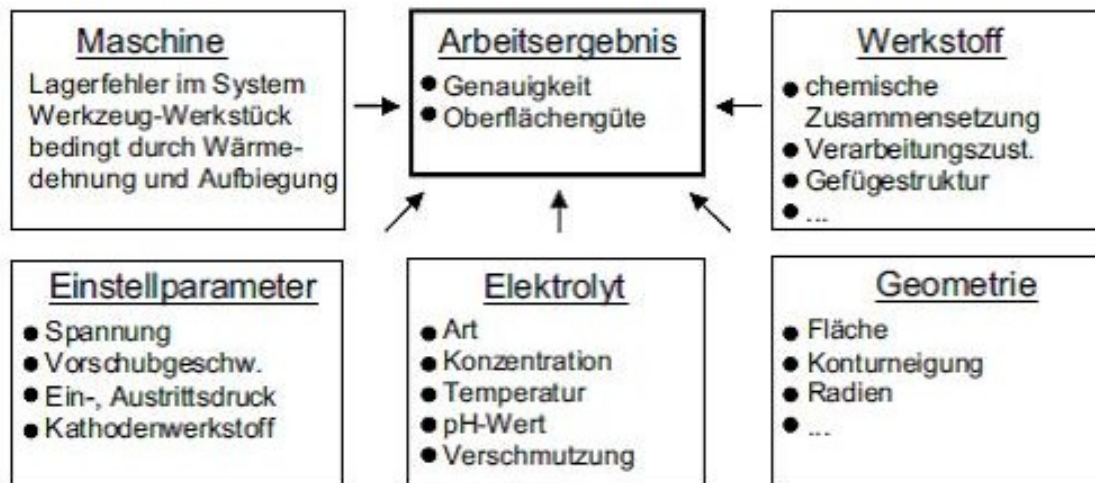 Maschine
Lagerfehler im System
Werkzeug-Werkstück
bedingt durch Wärme-
dehnung und Aufbiegung
Arbeitsergebnis
● Genauigkeit
● Oberflächengüte
Werkstoff
● chemische
Zusammensetzung
● Verarbeitungszust.
● Gefügestruktur
● ...
Einstellparameter
● Spannung
● Vorschubgeschw.
● Ein-, Austrittsdruck
● Kathodenwerkstoff
Elektrolyt
● Art
● Konzentration
● Temperatur
● pH-Wert
● Verschmutzung
Geometrie
● Fläche
● Konturneigung
● Radien
● ...